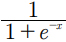 1
1 + e^{-x}